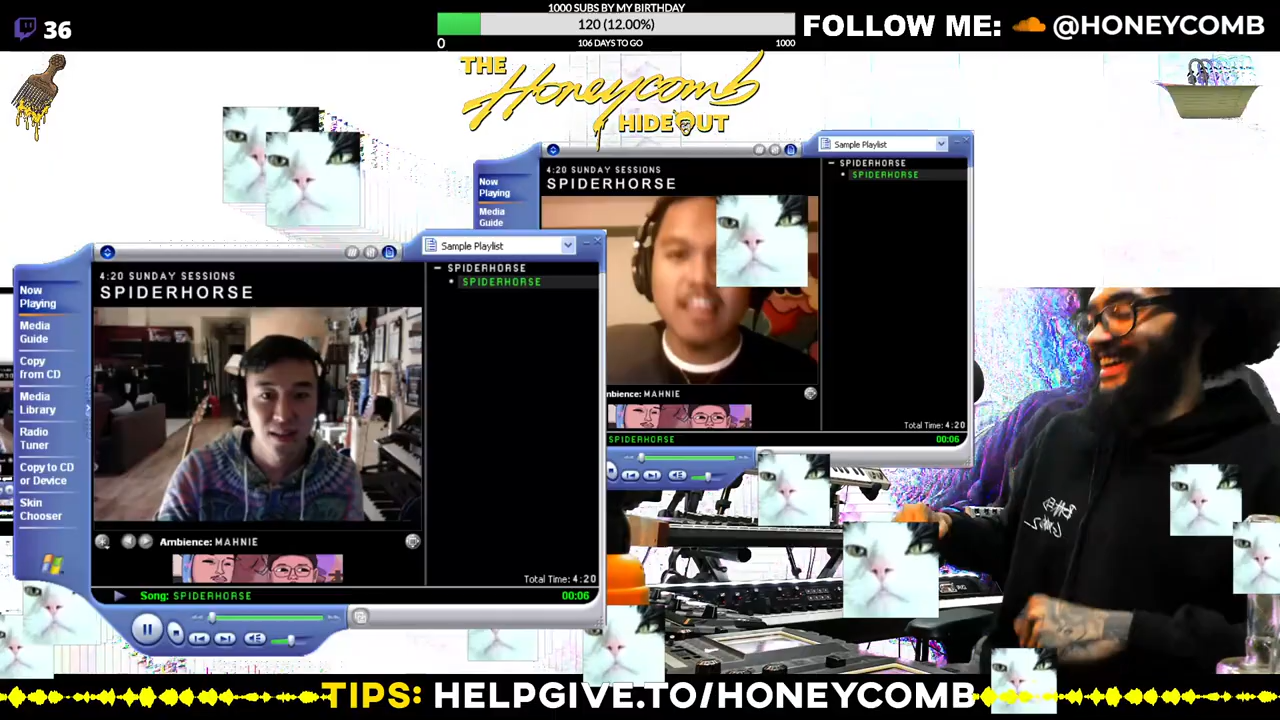 36
1000 SUBS BY MY BIRTHDAY
120 (12.00%)
0
106 DAYS TO GO
1000
FOLLOW ME: @HONEYCOMB
THE
Honeycomb
HIDEOUT
Now
Playing
Media
Guide
4:20 SUNDAY SESSIONS
SPIDERHORSE
Sample Playlist
SPIDERHORSE
SPIDERHORSE
MAHNIE
Total Time: 4:20
SPIDERHORSE
00:06
Now
Playing
Media
Guide
Copy
from CD
Media
Library
Radio
Tuner
Copy to CD
or Device
Skin
Chooser
4:20 SUNDAY SESSIONS
SPIDERHORSE
Sample Playlist
SPIDERHORSE
SPIDERHORSE
Ambience: MAHNIE
Total Time: 4:20
Song: SPIDERHORSE
00:06
TIPS: HELPGIVE.TO/HONEYCOMB